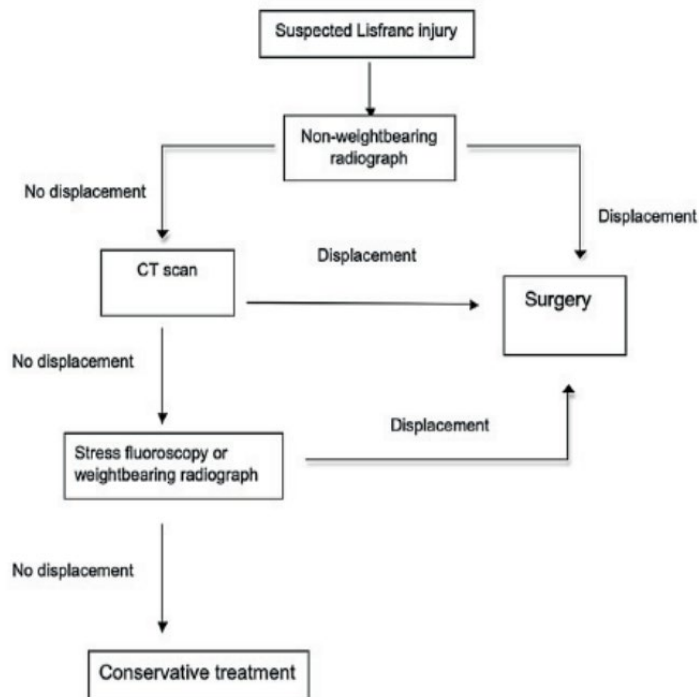 Suspected Lisfranc injury
Non-weightbearing
radiograph
No displacement
Displacement
CT scan
Displacement
Surgery
No displacement
Stress fluoroscopy or
weightbearing radiograph
Displacement
No displacement
Conservative treatment